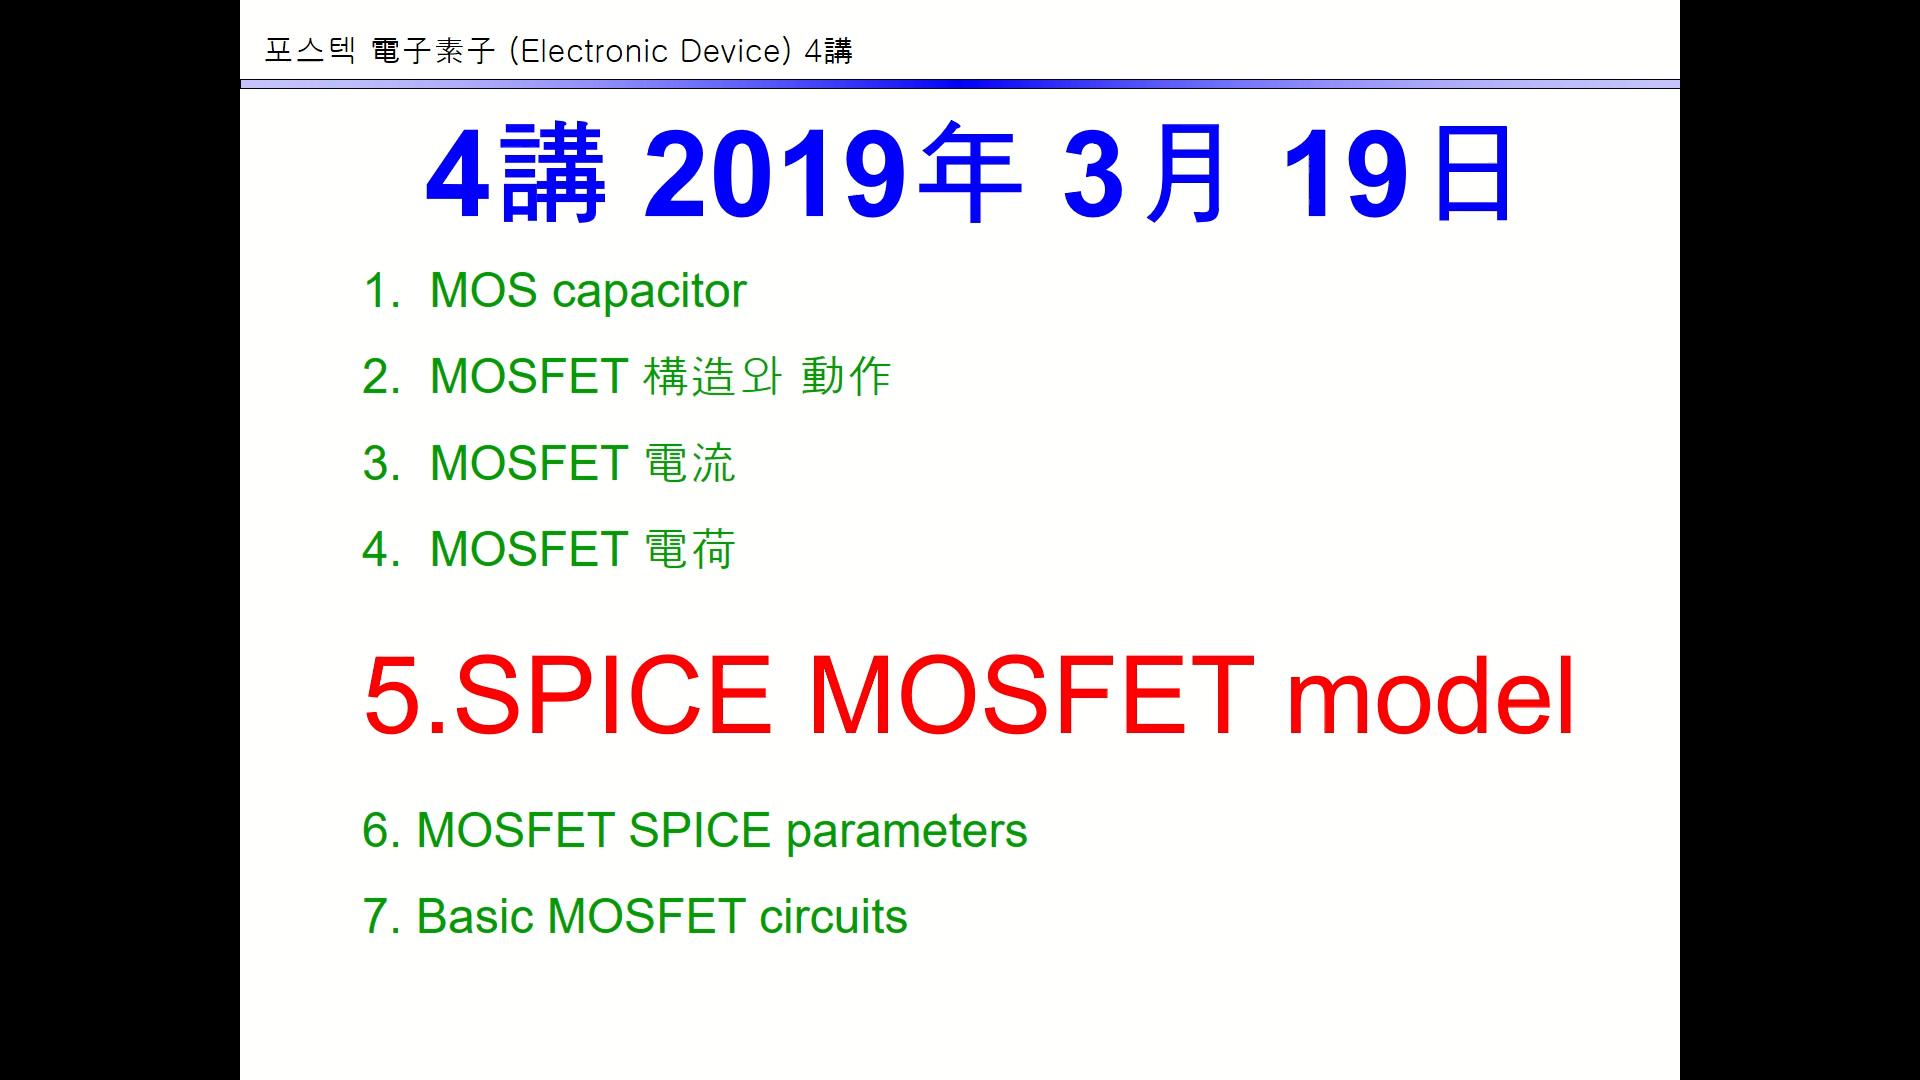 포스텍 電子素子 (Electronic Device) 4講
4講 2019年 3月 19日
1. MOS capacitor
2. MOSFET 構造와 動作
3. MOSFET 電流
4. MOSFET 電荷
5.SPICE MOSFET model
6. MOSFET SPICE parameters
7. Basic MOSFET circuits